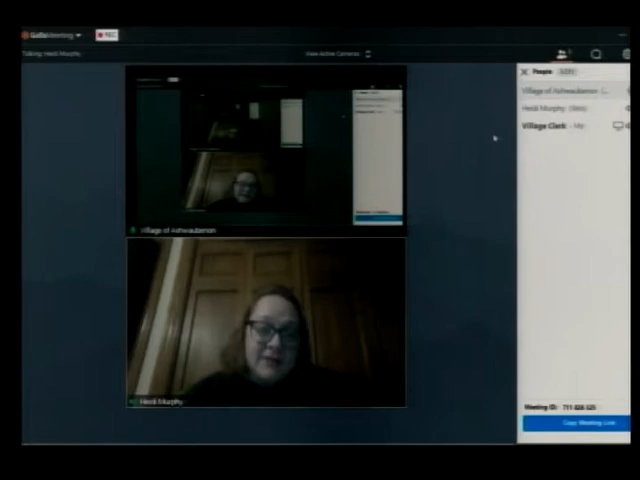 GoToMeeting
REC
Talking: Heidi Murphy
View Active Cameras
People
Village of Ashwaubenon
Heidi Murphy
Village Clerk - Me
Village of Ashwaubenon
Heidi Murphy
Meeting ID:
Copy Meeting Link